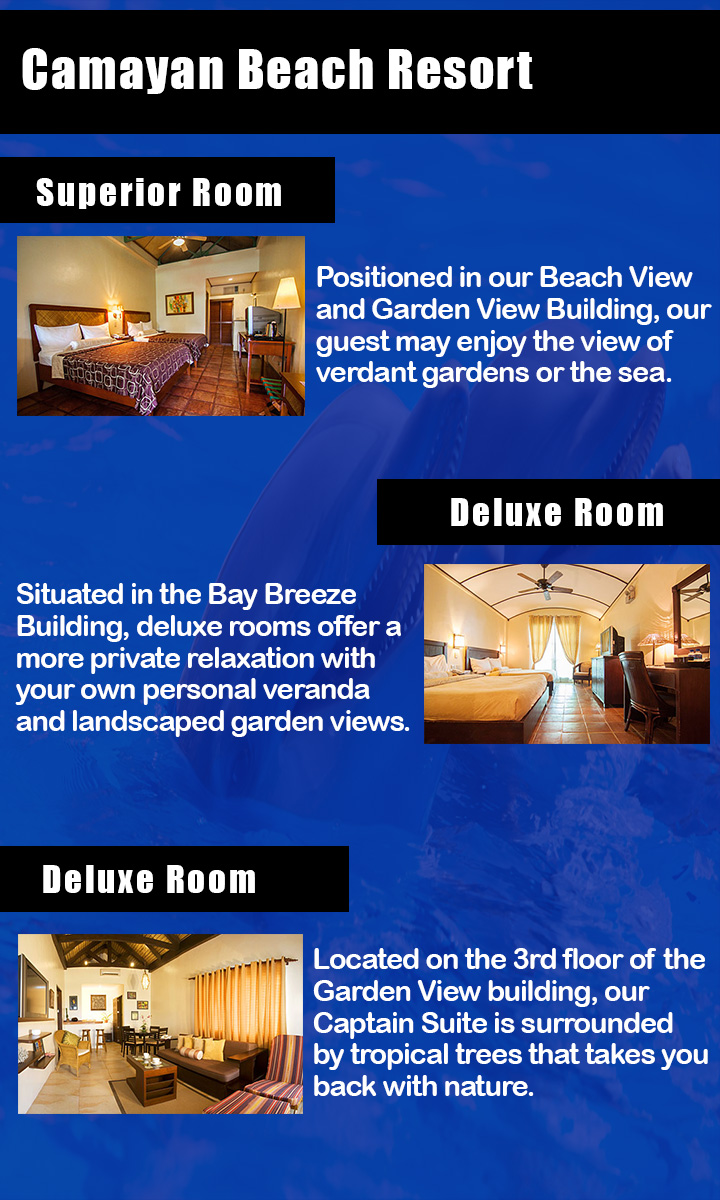 Camayan Beach Resort
Superior Room
Positioned in our Beach View
and Garden View Building, our
guest may enjoy the view of
verdant gardens or the sea.
Deluxe Room
Situated in the Bay Breeze
Building, deluxe rooms offer a
more private relaxation with
your own personal veranda
and landscaped garden views.
Deluxe Room
Located on the 3rd floor of the
Garden View building, our
Captain Suite is surrounded
by tropical trees that takes you
back with nature.